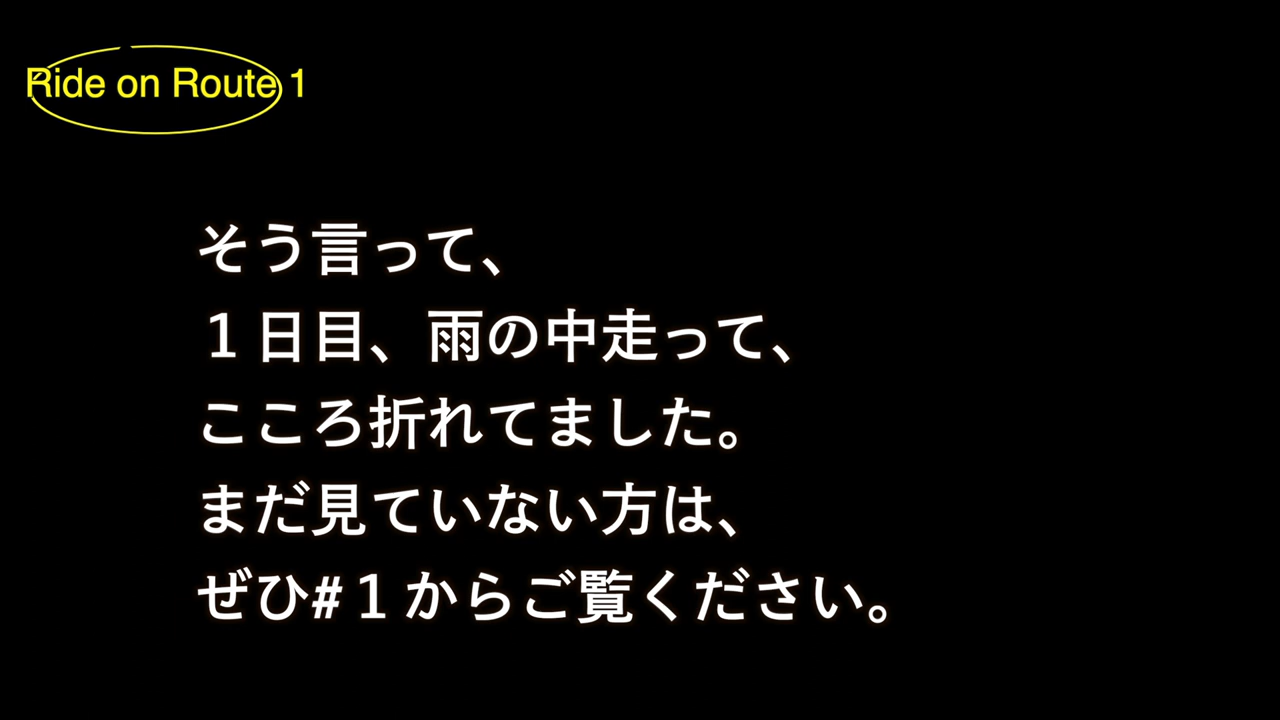 Ride on Route 1
そう言って、
１日目、雨の中走って、
こころ折れてました。
まだ見ていない方は、
ぜひ#１からご覧ください。